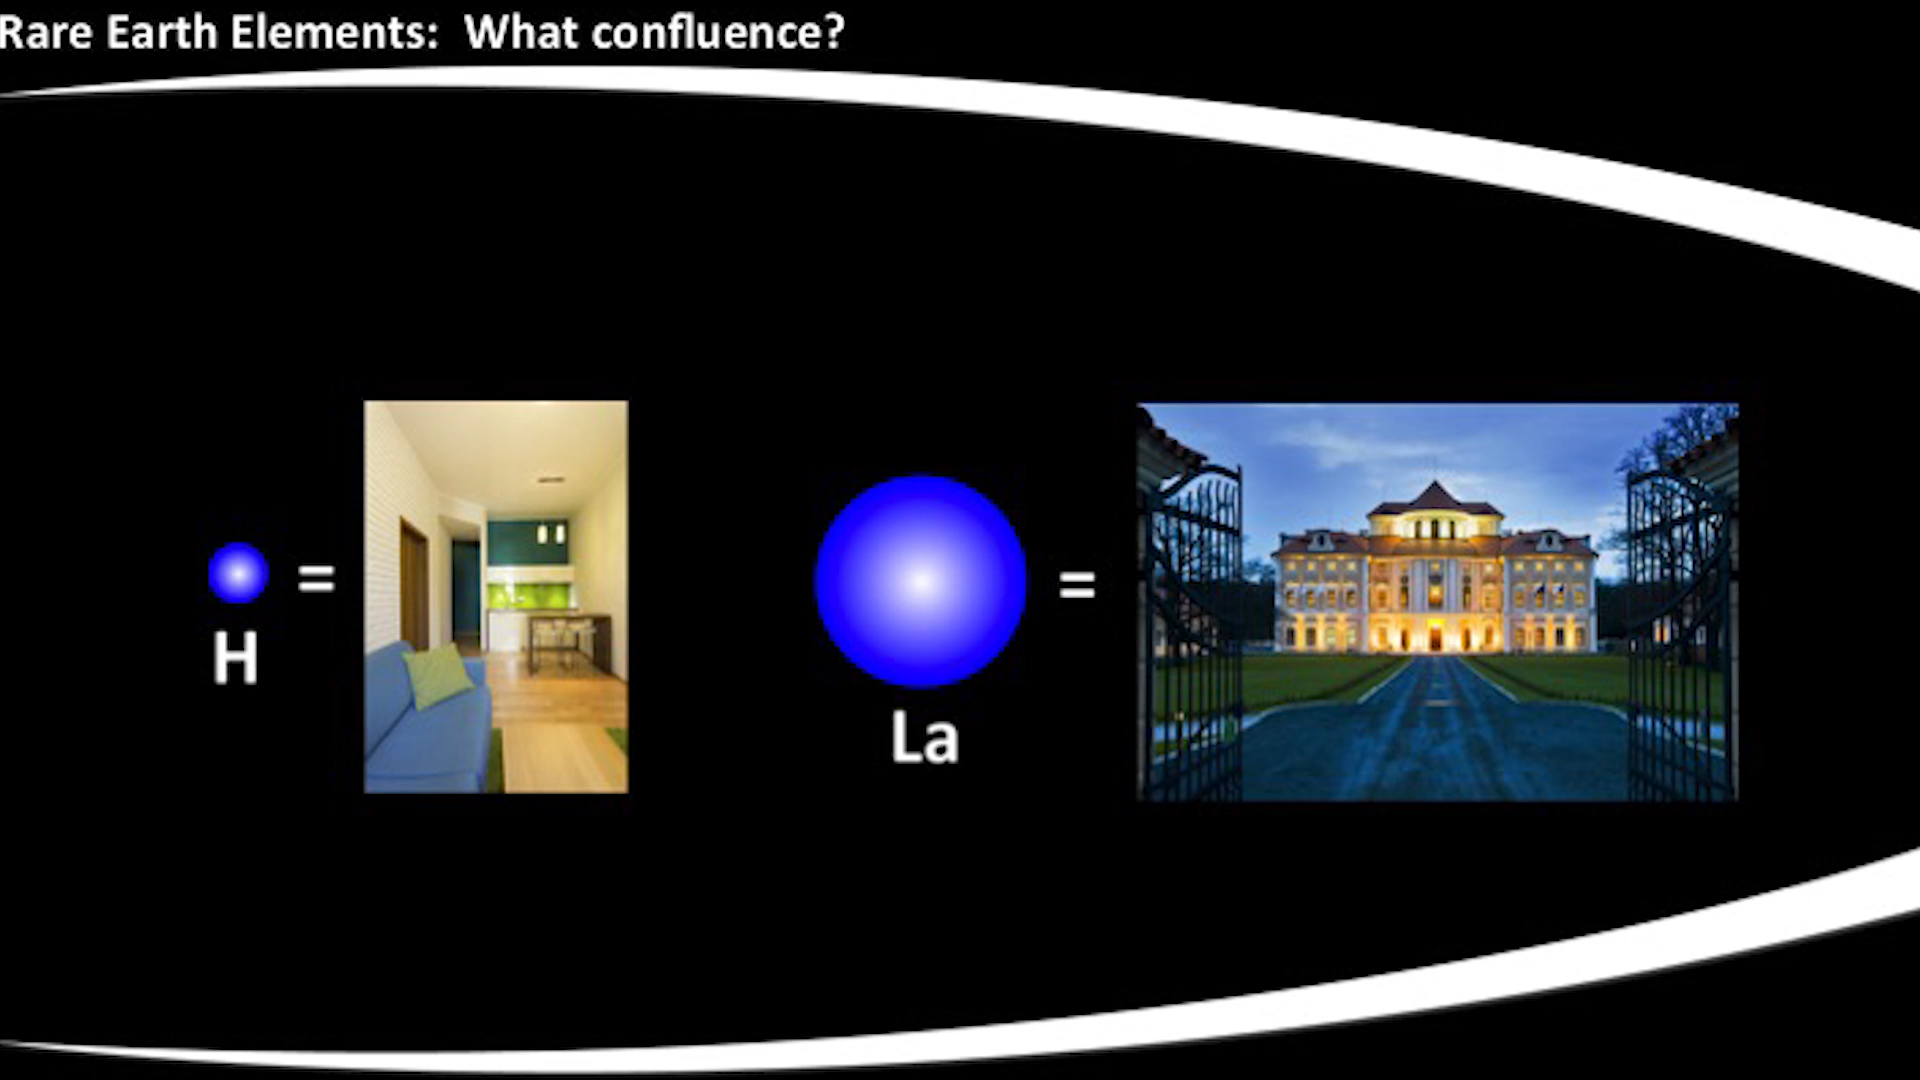 Rare Earth Elements: What confluence?
=
H
=
La